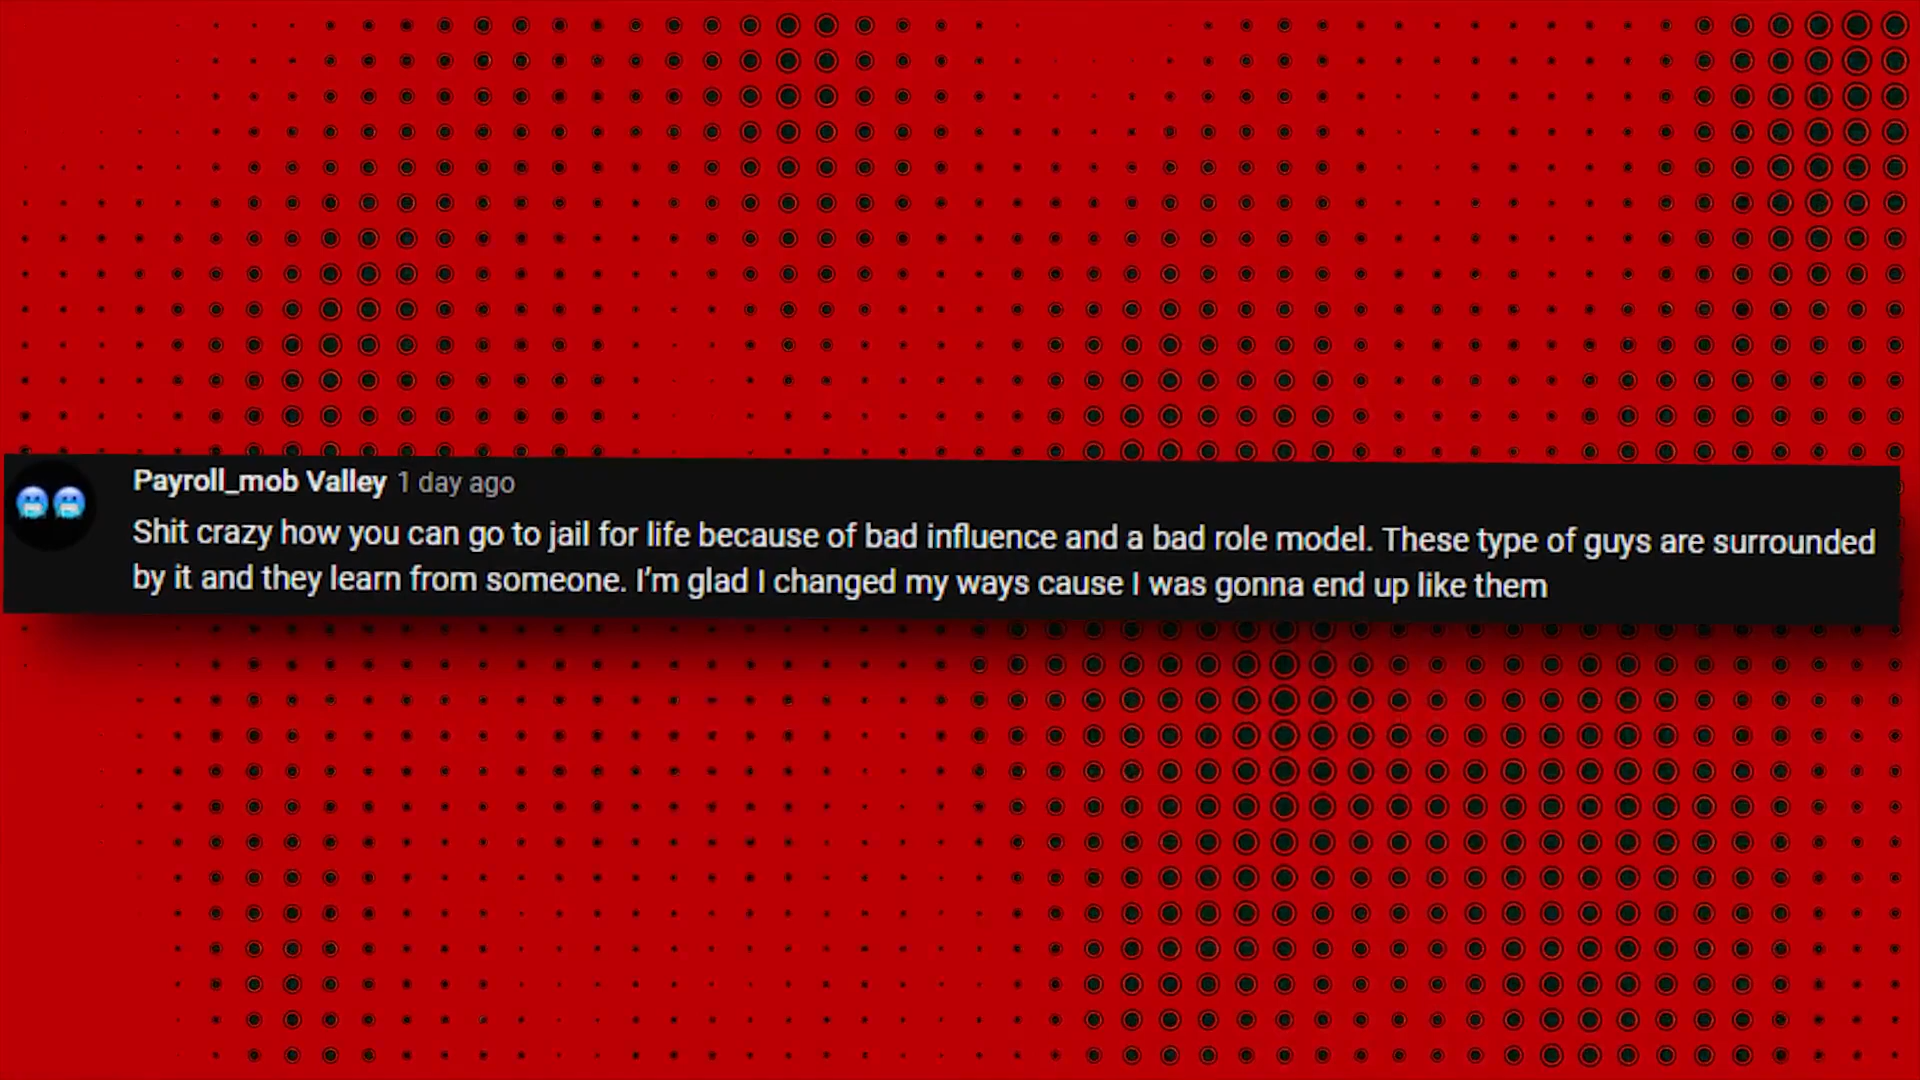 Payroll_mob Valley 1 day ago
Shit crazy how you can go to jail for life because of bad influence and a bad role model. These type of guys are surrounded
by it and they learn from someone. I'm glad I changed my ways cause I was gonna end up like them